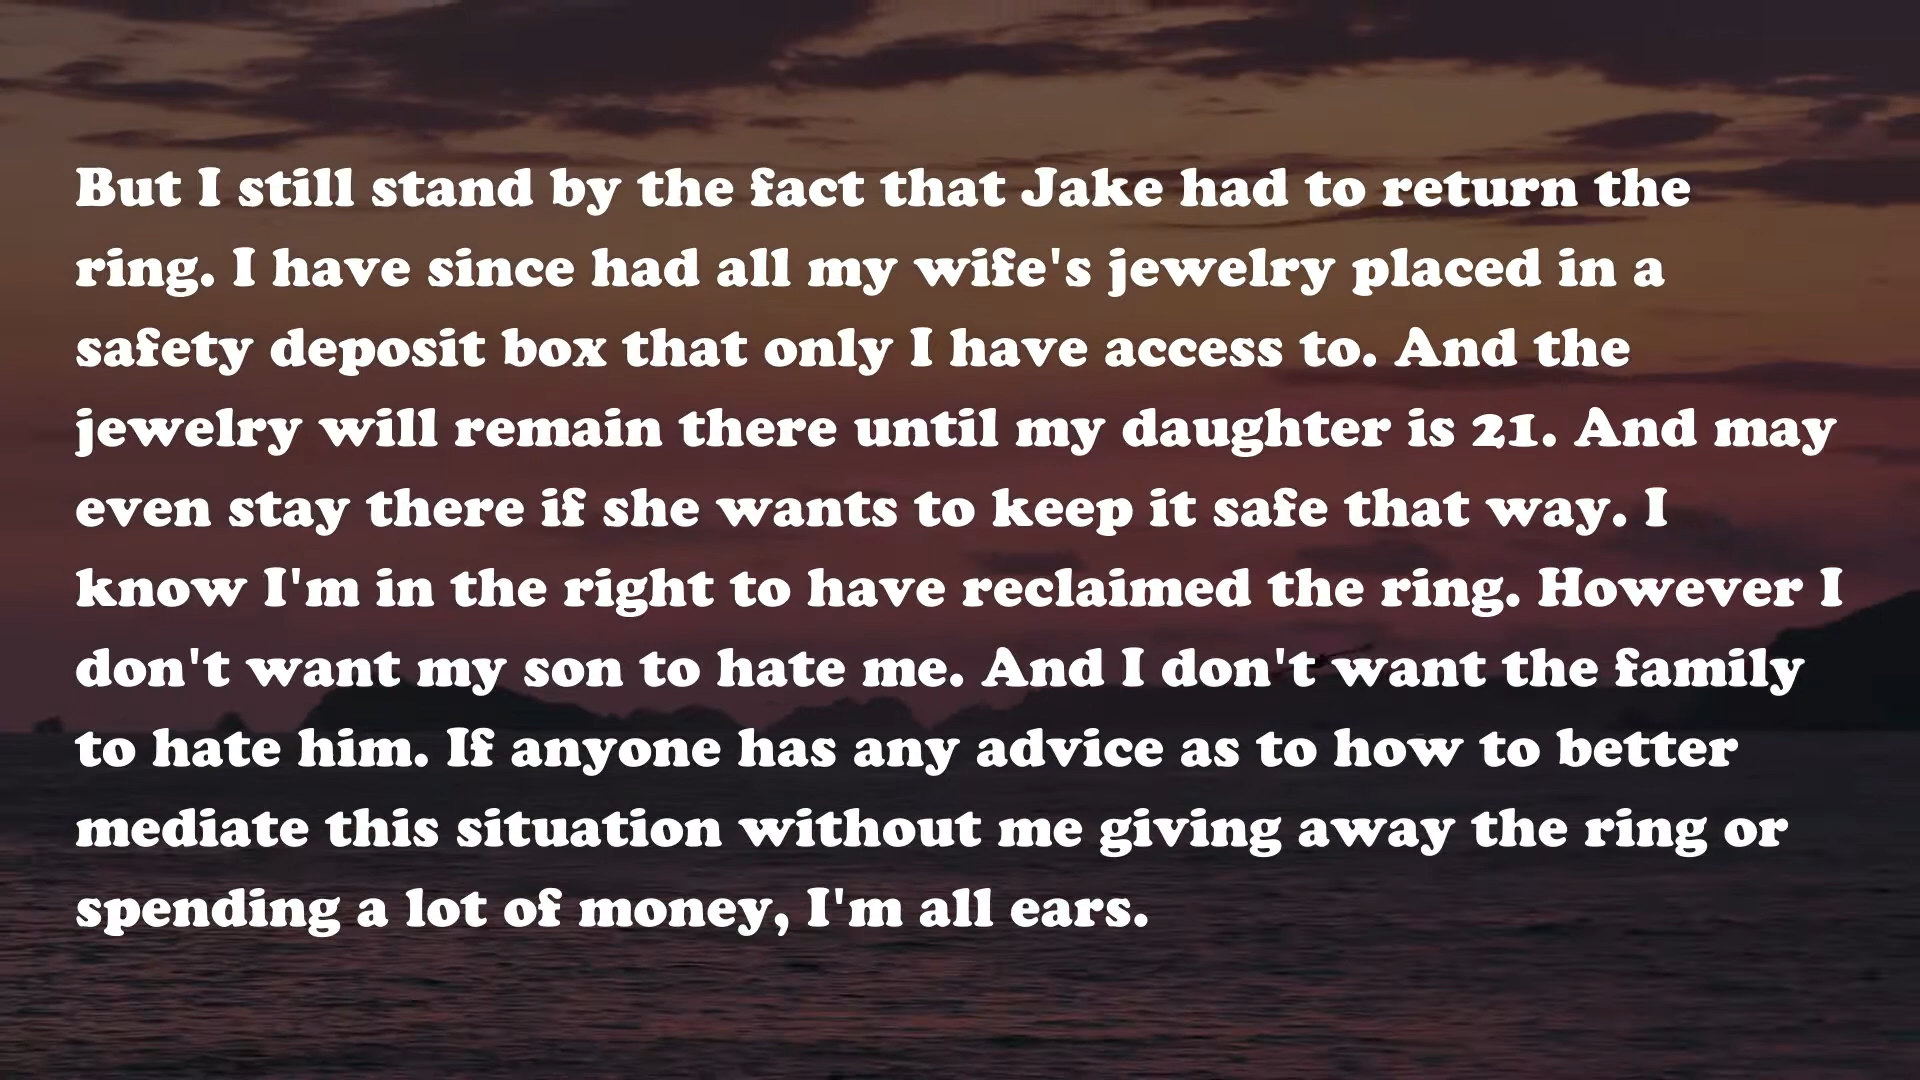 But I still stand by the fact that Jake had to return the
ring. I have since had all my wife's jewelry placed in a
safety deposit box that only I have access to. And the
jewelry will remain there until my daughter is 21. And may
even stay there if she wants to keep it safe that way. I
know I'm in the right to have reclaimed the ring. However I
don't want my son to hate me. And I don't want the family
to hate him. If anyone has any advice as to how to better
mediate this situation without me giving away the ring or
spending a lot of money, I'm all ears.